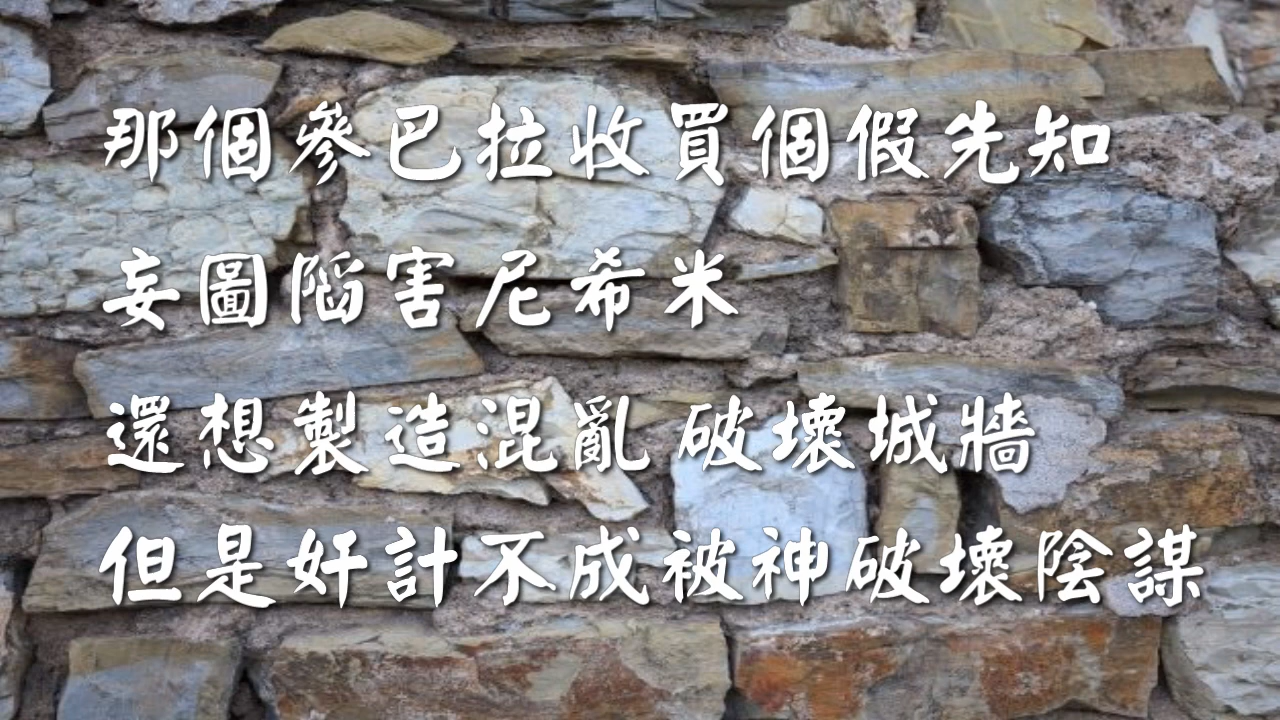 那個參巴拉收買個假先知
妄圖陷害尼希米
還想製造混亂 破壞城牆
但是奸計不成被神破壞陰謀